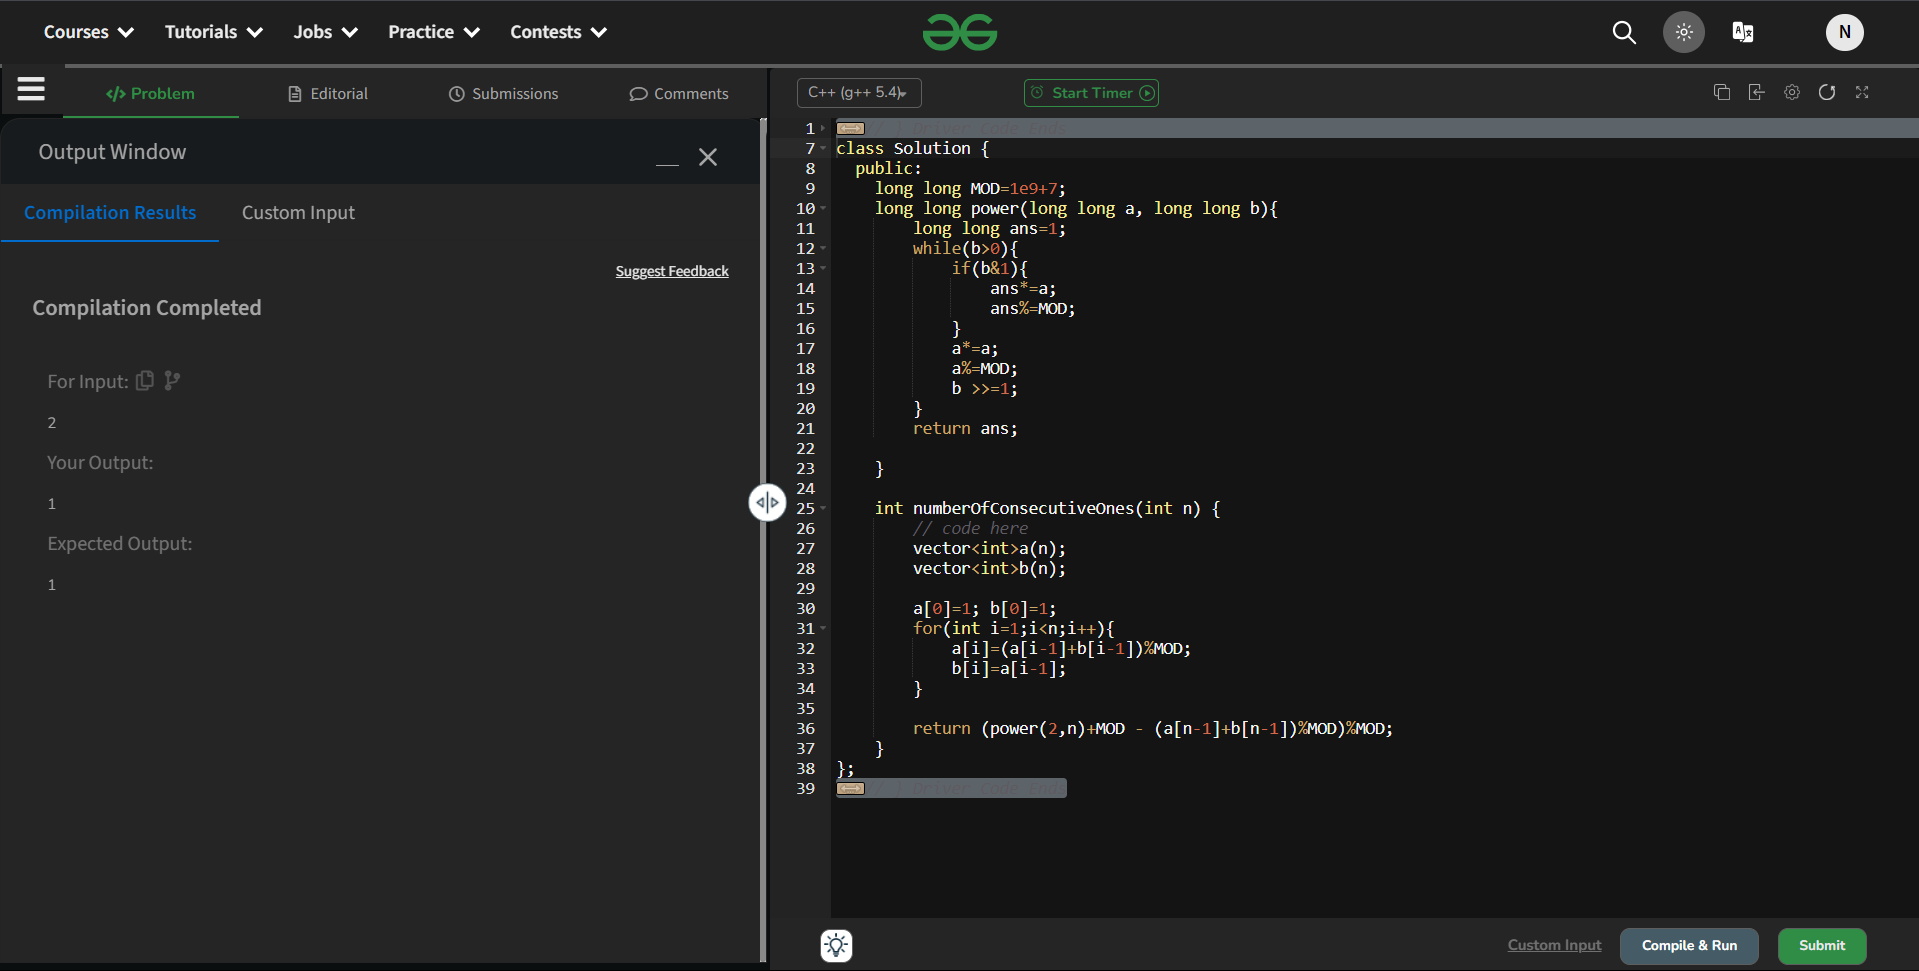 Courses Tutorials Jobs Practice Contests N
Problem Editorial Submissions Comments
C++ (g++ 5.4) Start Timer
Output Window
Compilation Results Custom Input
Suggest Feedback
Compilation Completed
For Input:
2
Your Output:
1
Expected Output:
1
1 // } Driver Code Ends
7 class Solution {
8 public:
9 long long MOD=1e9+7;
10 long long power(long long a, long long b){
11 long long ans=1;
12 while(b>0){
13 if(b&1){
14 ans*=a;
15 ans%=MOD;
16 }
17 a*=a;
18 a%=MOD;
19 b >>=1;
20 }
21 return ans;
22
23 }
24
25 int numberOfConsecutiveOnes(int n) {
26 // code here
27 vector<int>a(n);
28 vector<int>b(n);
29
30 a[0]=1; b[0]=1;
31 for(int i=1;i<n;i++){
32 a[i]=(a[i-1]+b[i-1])%MOD;
33 b[i]=a[i-1];
34 }
35
36 return (power(2,n)+MOD - (a[n-1]+b[n-1])%MOD)%MOD;
37 }
38 };
39 // } Driver Code Ends
Custom Input Compile & Run Submit